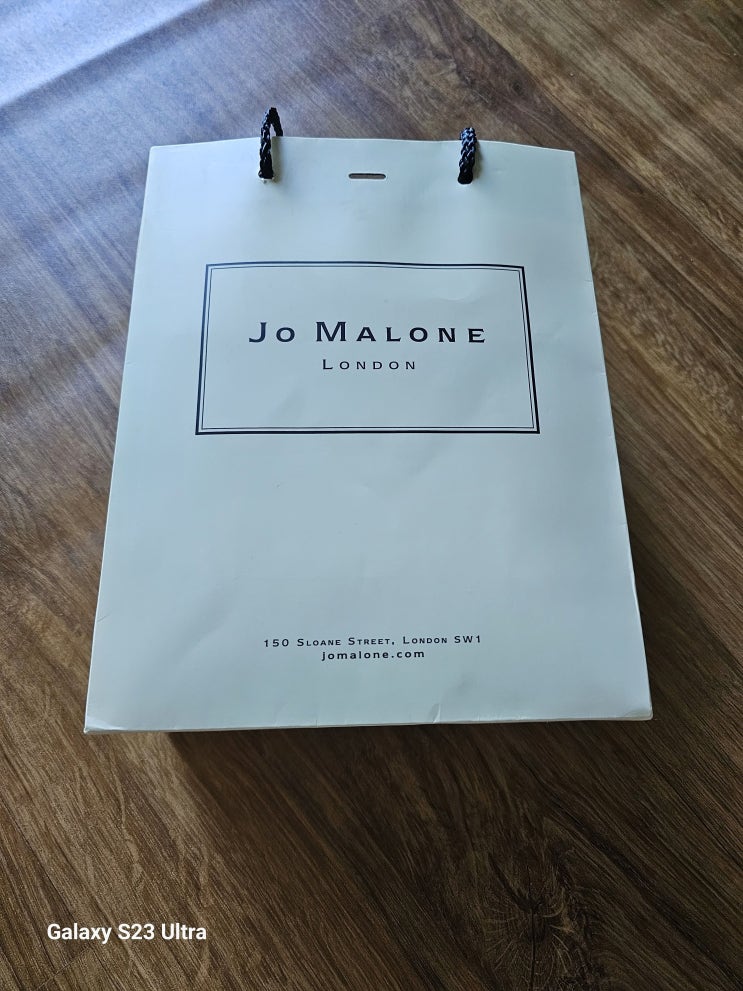 Jo Malone
London
150 Sloane Street, London SW1
jomalone.com
Galaxy S23 Ultra